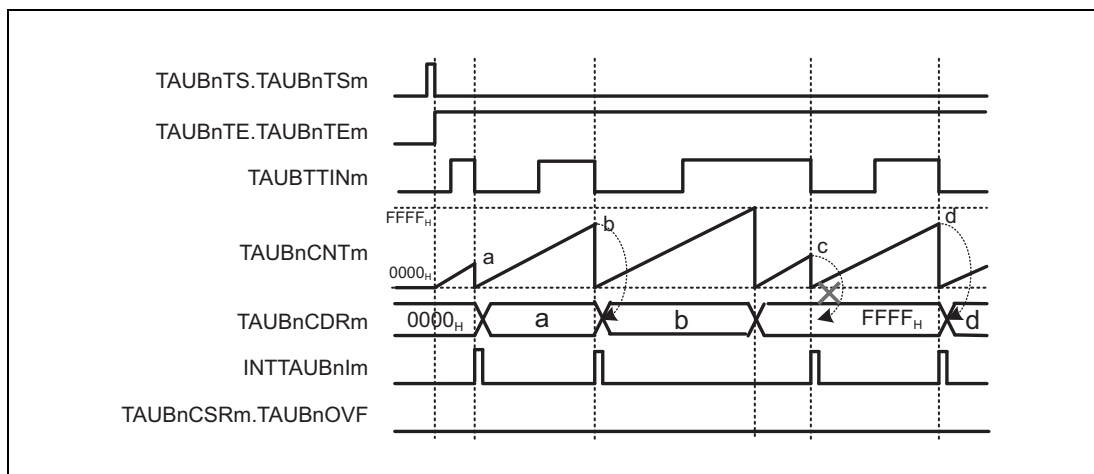 TAUBnTS.TAUBnTSm
TAUBnTE.TAUBnTEm
TAUBTTINm
FFFFH
TAUBnCNTm
0000H
a
b
c
d
TAUBnCDRm
0000H
a
b
FFFFH
d
INTTAUBnIm
TAUBnCSRm.TAUBnOVF